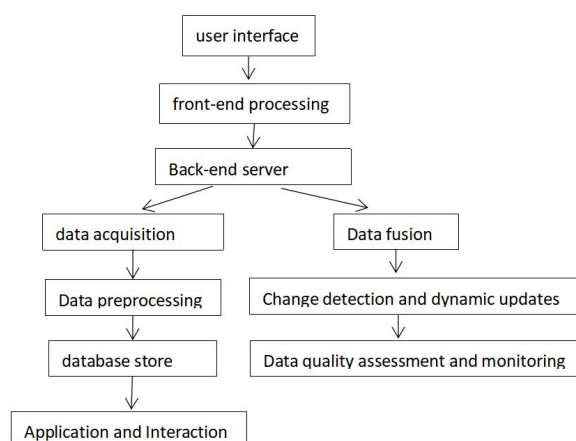 user interface
front-end processing
Back-end server
data acquisition
Data fusion
Data preprocessing
Change detection and dynamic updates
database store
Data quality assessment and monitoring
Application and Interaction